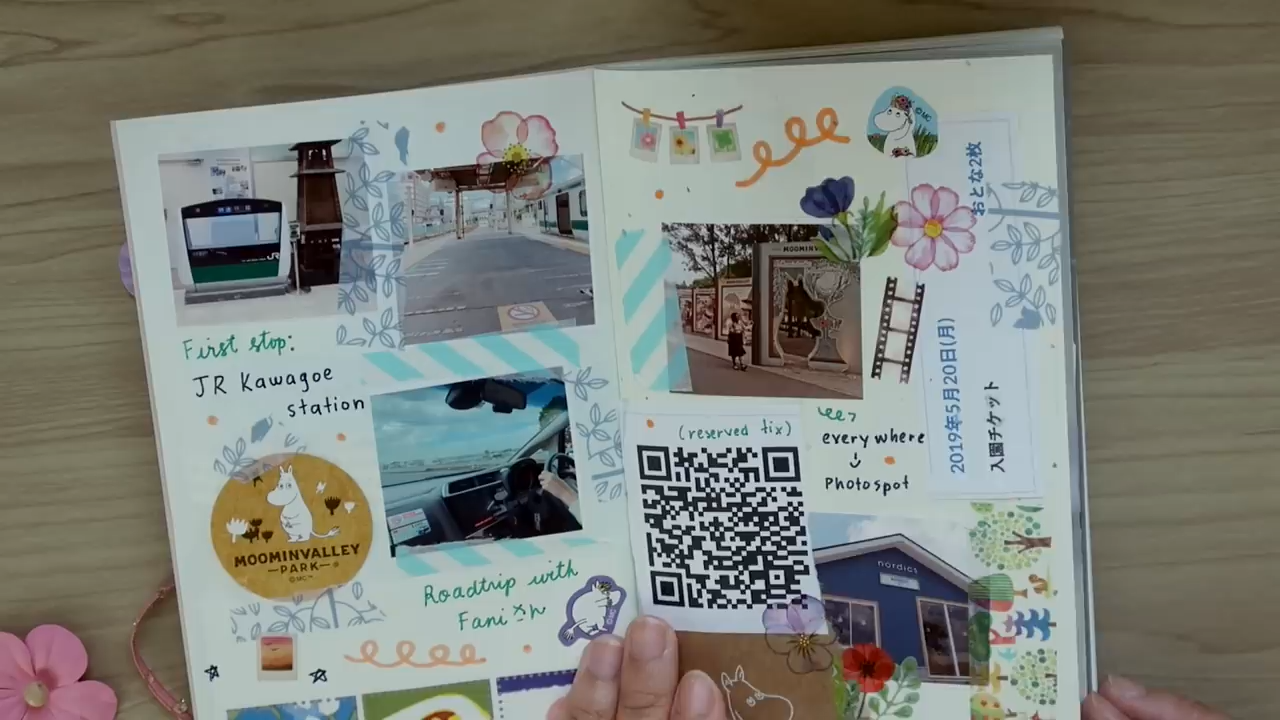 First stop:
JR Kawagoe
station
MOOMINVALLEY
PARK
Roadtrip with
Fani ちゃん
おとな2枚
2019年5月20日(月)
入園チケット
(reserved tix)
every where
Photospot
nordics